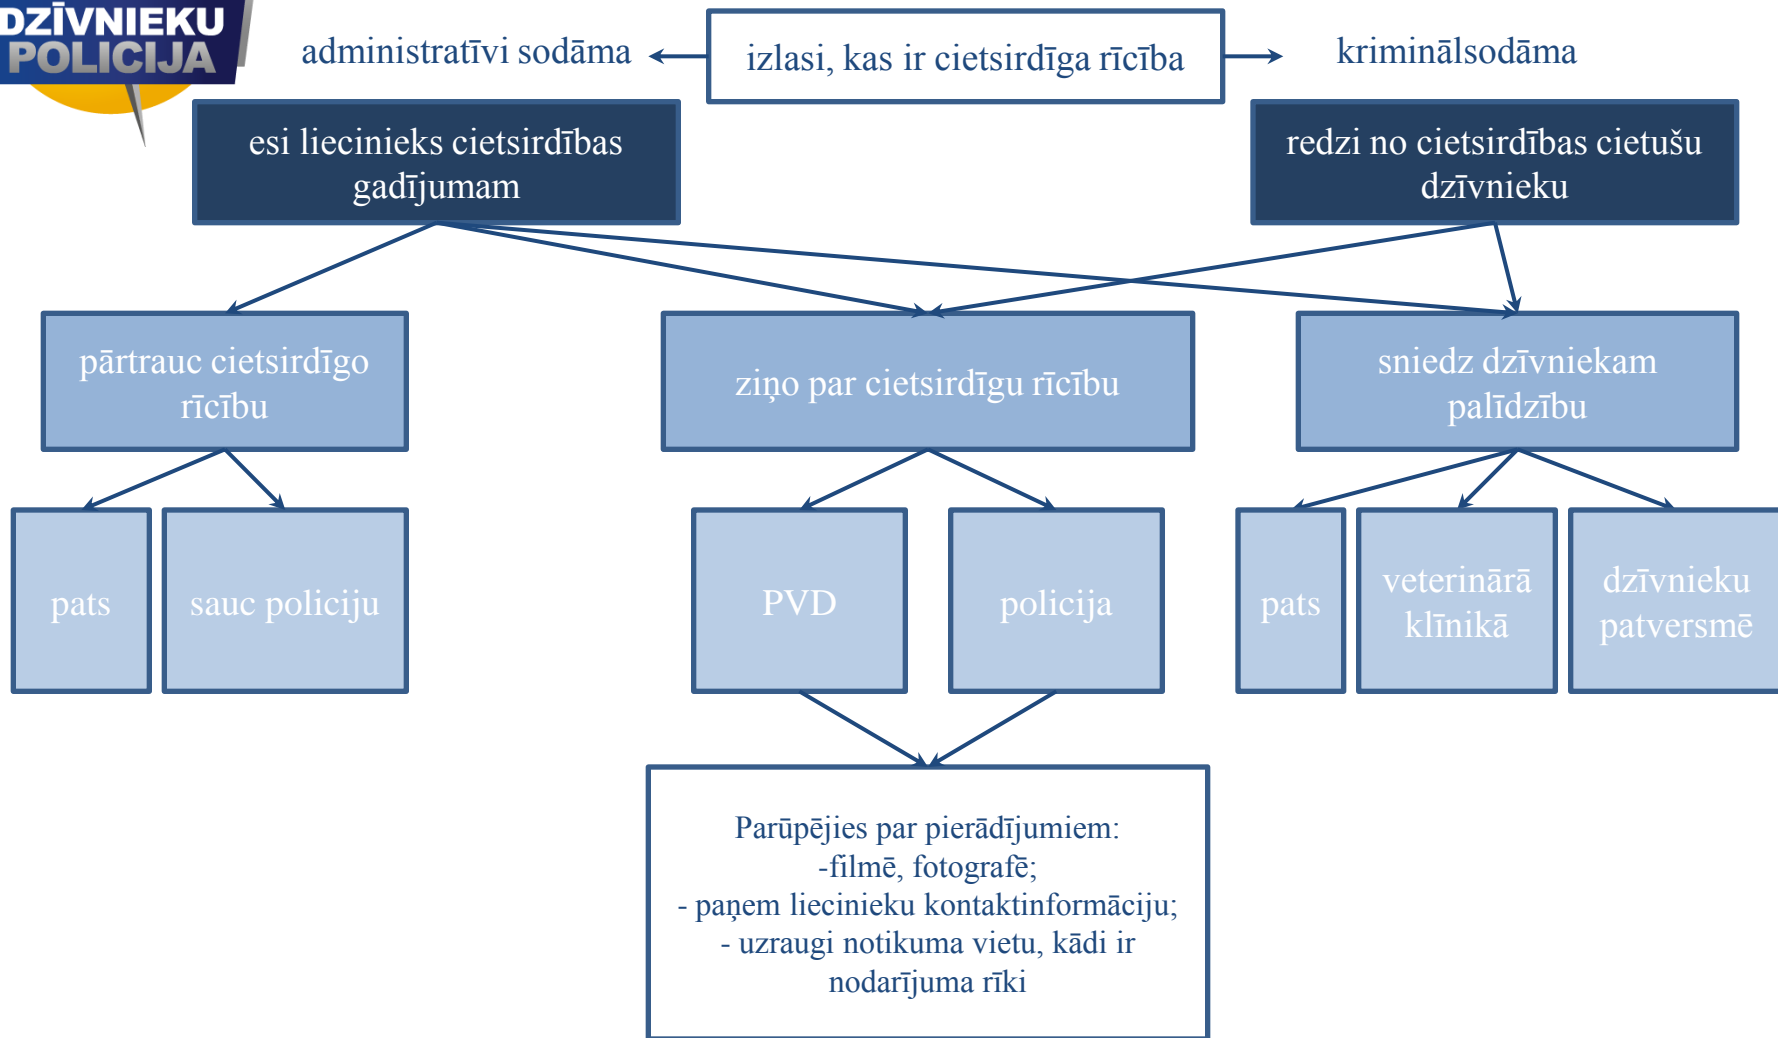 DZĪVNIEKU
POLICIJA
administratīvi sodāma
izlasi, kas ir cietsirdīga rīcība
kriminālsodāma
esi liecinieks cietsirdības
gadījumam
redzi no cietsirdības cietušu
dzīvnieku
pārtrauc cietsirdīgo
rīcību
ziņo par cietsirdīgu rīcību
sniedz dzīvniekam
palīdzību
pats
sauc policiju
PVD
policija
pats
veterinārā
klīnikā
dzīvnieku
patversmē
Parūpējies par pierādījumiem:
-filmē, fotografē;
- paņem liecinieku kontaktinformāciju;
- uzraugi notikuma vietu, kādi ir
nodarījuma rīki